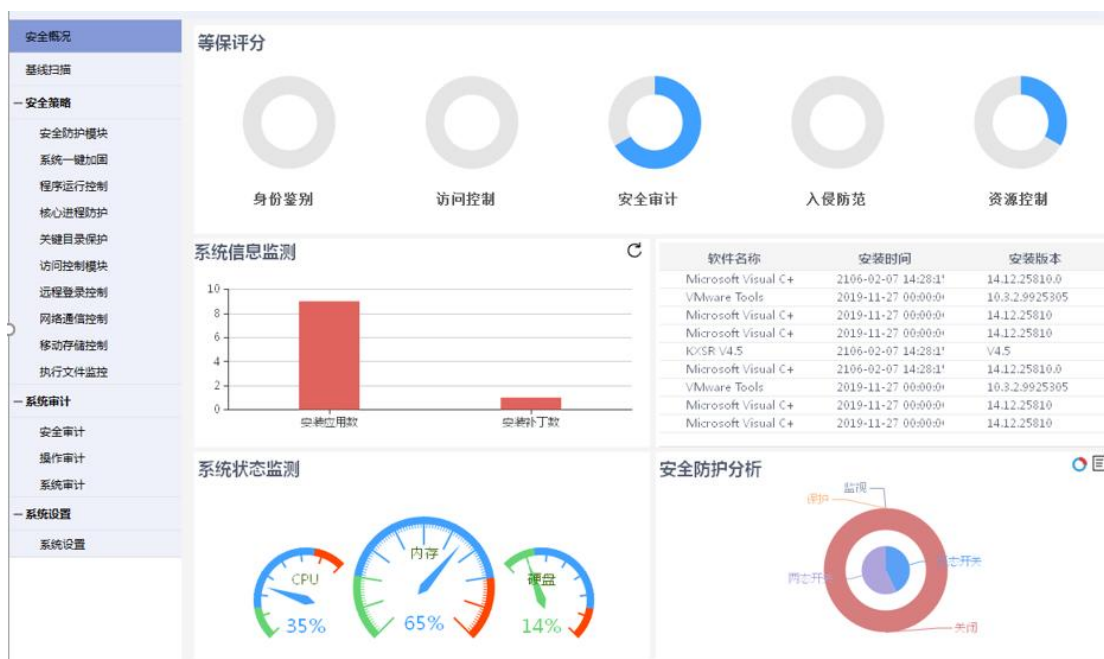 安全概况
基线扫描
─ 安全策略
安全防护模块
系统一键加固
程序运行控制
核心进程防护
关键目录保护
访问控制模块
远程登录控制
网络通信控制
移动存储控制
执行文件监控
─ 系统审计
安全审计
操作审计
系统审计
─ 系统设置
系统设置
等保评分
身份鉴别
访问控制
安全审计
入侵防范
资源控制
系统信息监测
10
8
6
4
2
0
安装应用数
安装补丁数
软件名称 安装时间 安装版本
Microsoft Visual C+ 2106-02-07 14:28:1 14.12.25810.0
VMware Tools 2019-11-27 00:00:0 10.3.2.9925305
Microsoft Visual C+ 2019-11-27 00:00:0 14.12.25810
Microsoft Visual C+ 2019-11-27 00:00:0 14.12.25810
KXSR V4.5 2106-02-07 14:28:1 V4.5
Microsoft Visual C+ 2106-02-07 14:28:1 14.12.25810.0
VMware Tools 2019-11-27 00:00:0 10.3.2.9925305
Microsoft Visual C+ 2019-11-27 00:00:0 14.12.25810
Microsoft Visual C+ 2019-11-27 00:00:0 14.12.25810
系统状态监测
CPU
35%
内存
65%
硬盘
14%
安全防护分析
监视
保护
日志开关
关闭